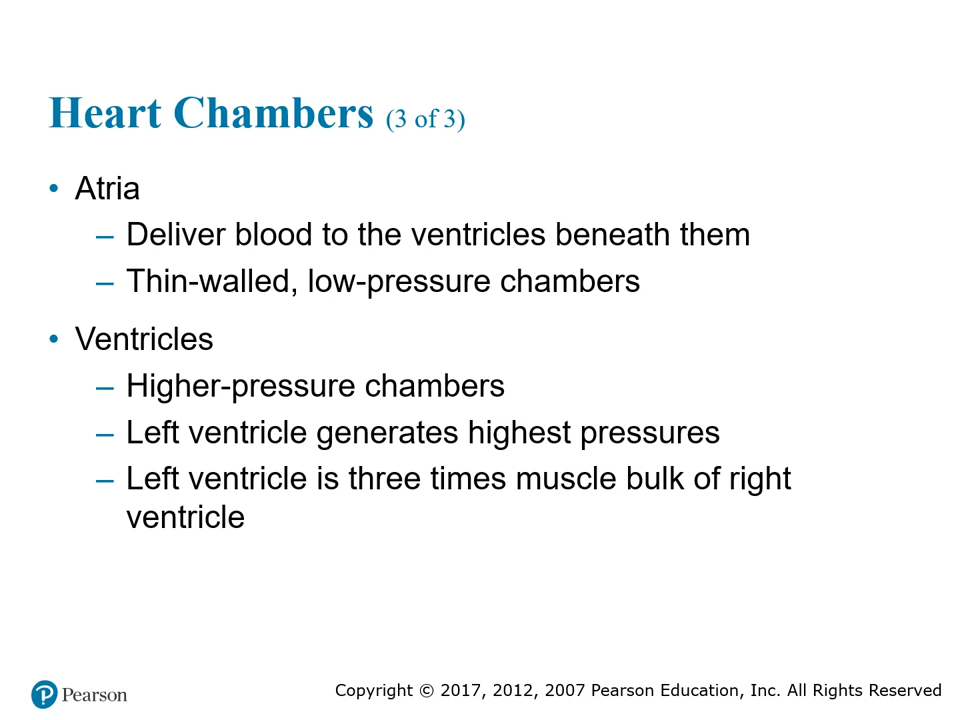 Heart Chambers (3 of 3)
• Atria
– Deliver blood to the ventricles beneath them
– Thin-walled, low-pressure chambers
• Ventricles
– Higher-pressure chambers
– Left ventricle generates highest pressures
– Left ventricle is three times muscle bulk of right
ventricle
Pearson
Copyright © 2017, 2012, 2007 Pearson Education, Inc. All Rights Reserved